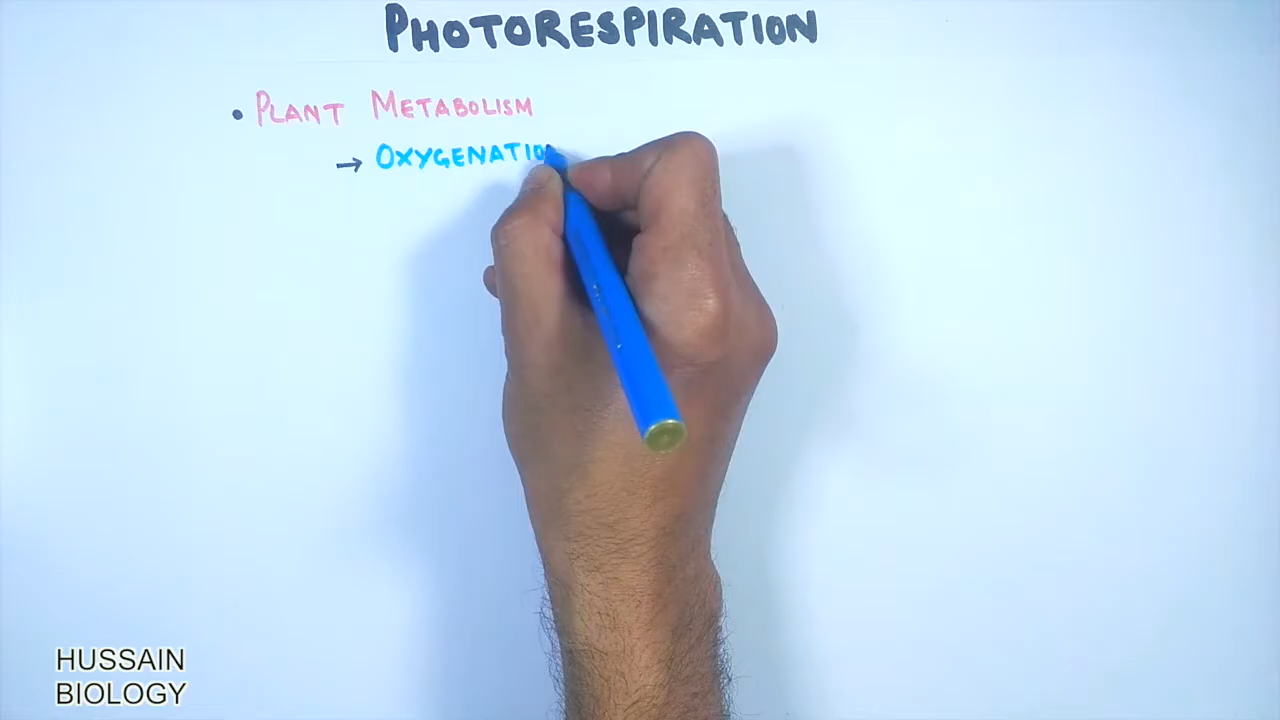 PHOTORESPIRATION
• PLANT METABOLISM
→ OXYGENATIO
HUSSAIN
BIOLOGY